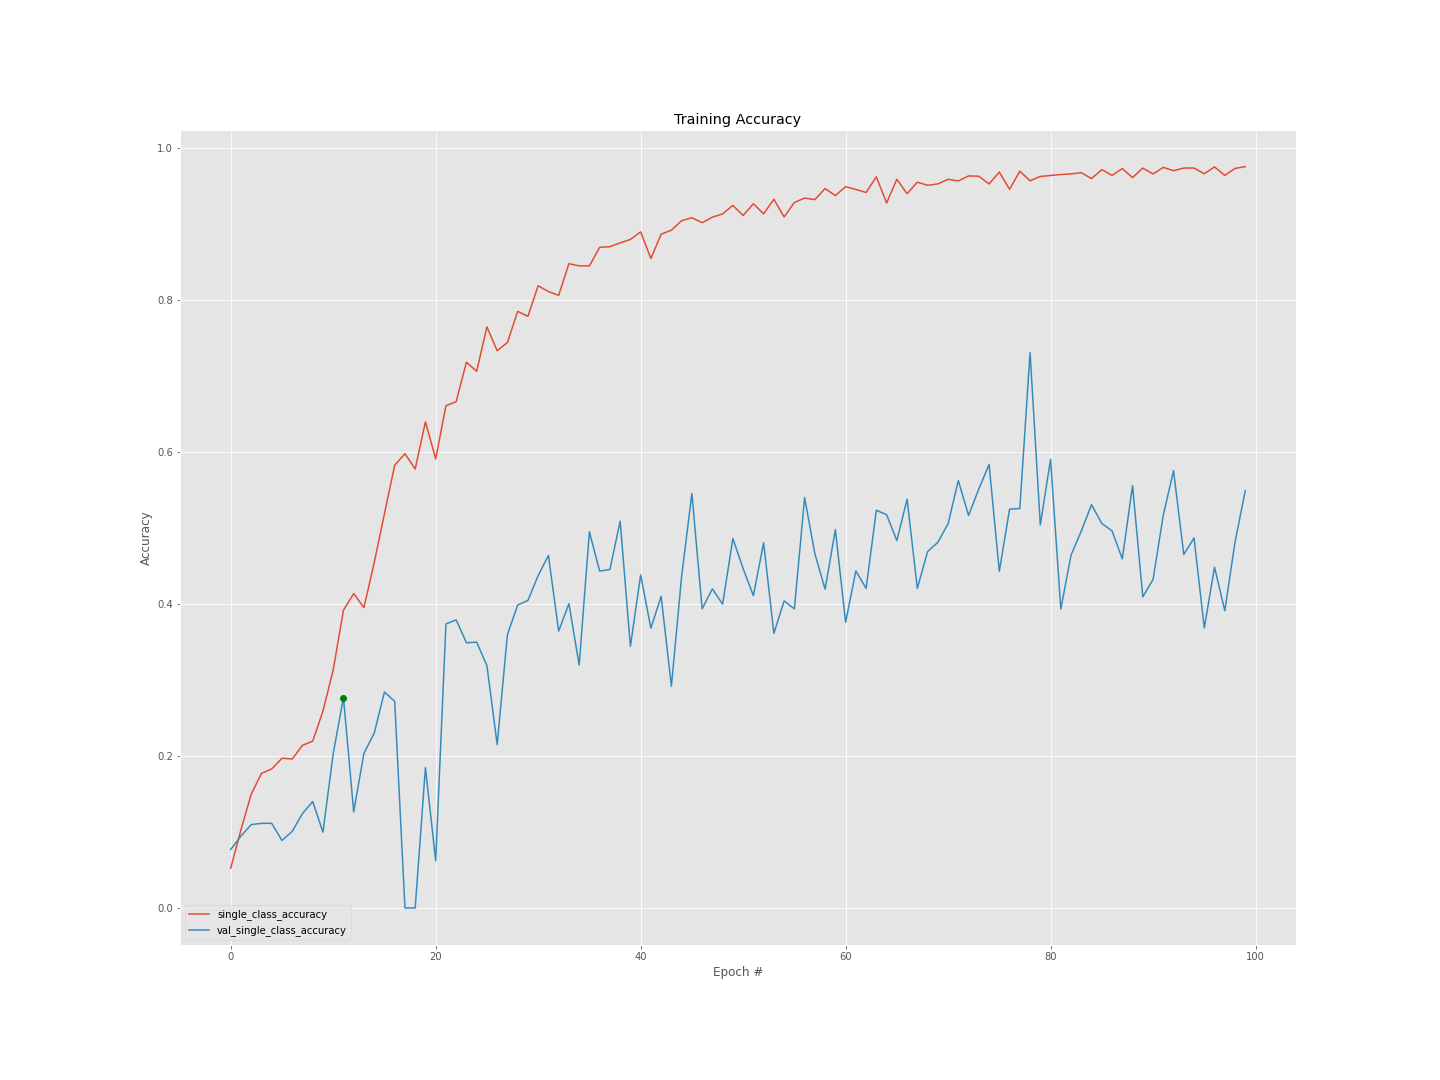 Training Accuracy
1.0
0.8
0.6
0.4
0.2
0.0
Accuracy
single_class_accuracy
val_single_class_accuracy
0 20 40 60 80 100
Epoch #